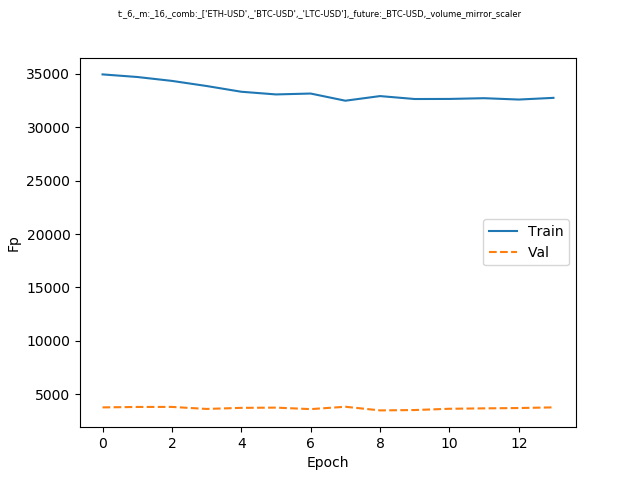 t:_6,_m:_16,_comb:_['ETH-USD',_'BTC-USD',_'LTC-USD'],_future:_BTC-USD,_volume_mirror_scaler
35000
30000
25000
20000
15000
10000
5000
Fp
Train
Val
0 2 4 6 8 10 12
Epoch